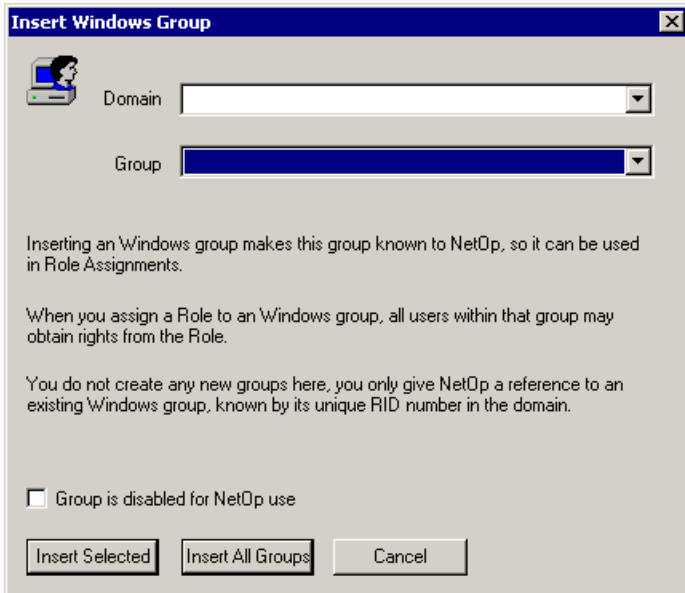 Insert Windows Group
Domain
Group
Inserting an Windows group makes this group known to NetOp, so it can be used
in Role Assignments.
When you assign a Role to an Windows group, all users within that group may
obtain rights from the Role.
You do not create any new groups here, you only give NetOp a reference to an
existing Windows group, known by its unique RID number in the domain.
Group is disabled for NetOp use
Insert Selected Insert All Groups Cancel